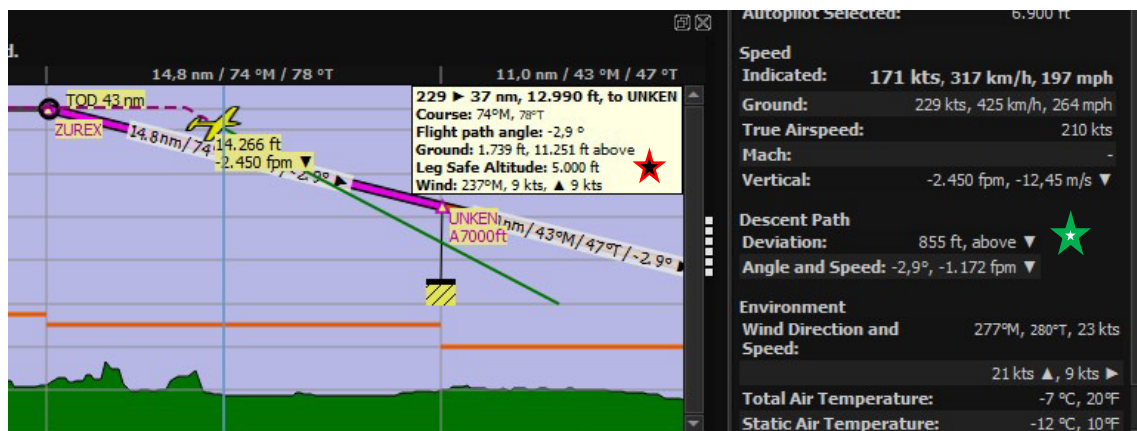 d.
14,8 nm / 74 °M / 78 °T
11,0 nm / 43 °M / 47 °T
TOD 43 nm
ZUREX
14.8nm/74
-2.9° ►
14.266 ft
-2.450 fpm ▼
229 ► 37 nm, 12.990 ft, to UNKEN
Course: 74°M, 78°T
Flight path angle: -2,9 °
Ground: 1.739 ft, 11.251 ft above
Leg Safe Altitude: 5.000 ft
Wind: 237°M, 9 kts, ▲ 9 kts
UNKEN
A7000ft
nm/43°M/47°T/-2.9°
Autopilot Selected: 6.900 ft
Speed
Indicated: 171 kts, 317 km/h, 197 mph
Ground: 229 kts, 425 km/h, 264 mph
True Airspeed: 210 kts
Mach: -
Vertical: -2.450 fpm, -12,45 m/s ▼
Descent Path
Deviation: 855 ft, above ▼
Angle and Speed: -2,9°, -1.172 fpm ▼
Environment
Wind Direction and 277°M, 280°T, 23 kts
Speed:
21 kts ▲, 9 kts ►
Total Air Temperature: -7 °C, 20°F
Static Air Temperature: -12 °C, 10°F